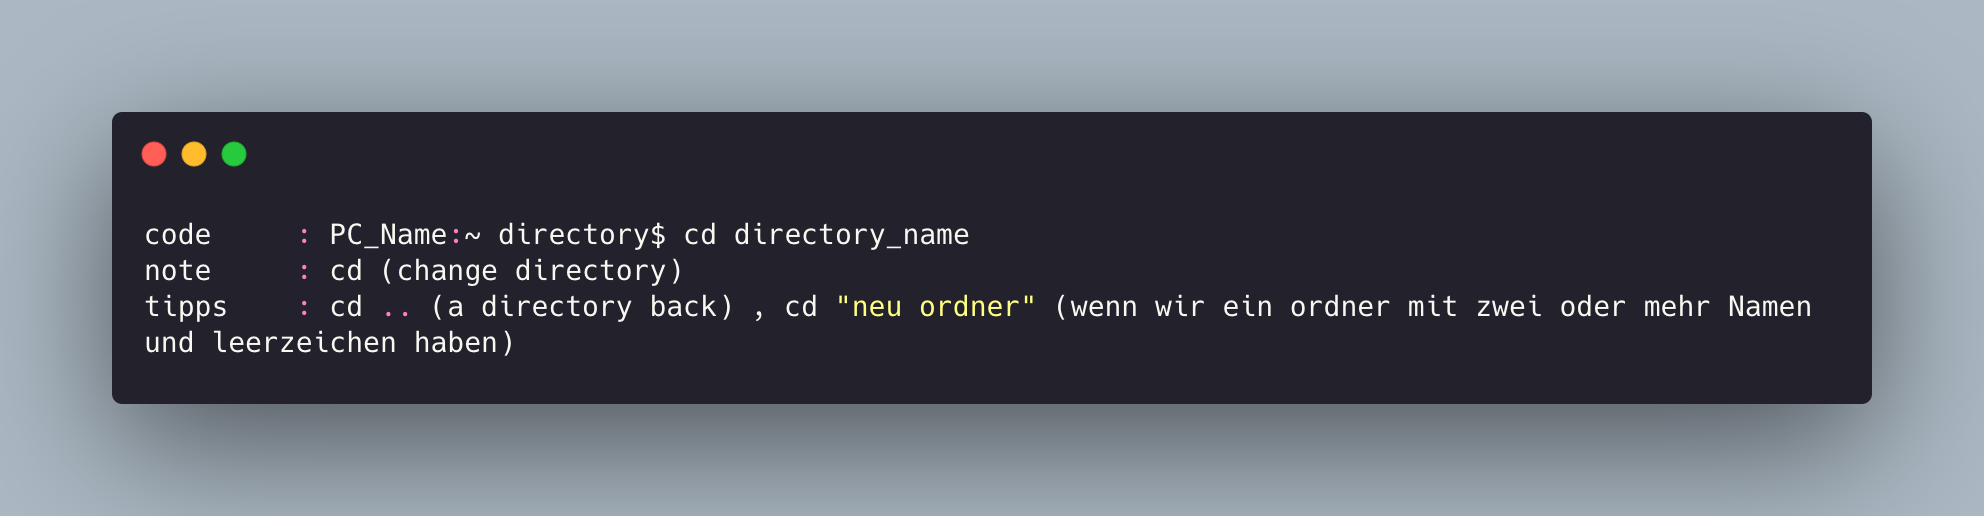 code     : PC_Name:~ directory$ cd directory_name
note     : cd (change directory)
tipps    : cd .. (a directory back) , cd "neu ordner" (wenn wir ein ordner mit zwei oder mehr Namen
und leerzeichen haben)